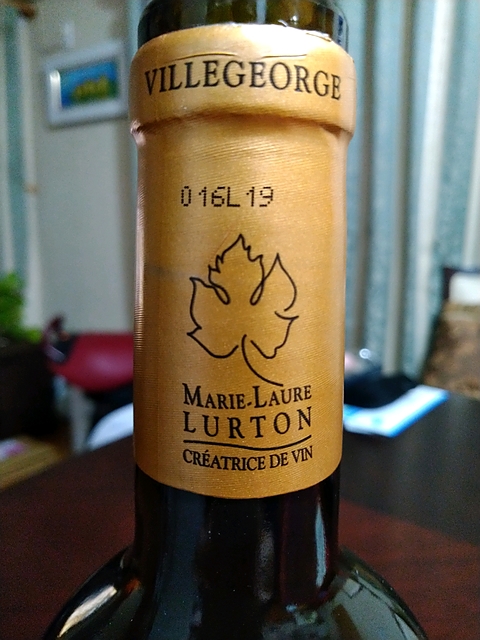 VILLEGEORGE
016L19
MARIE-LAURE
LURTON
CRÉATRICE DE VIN